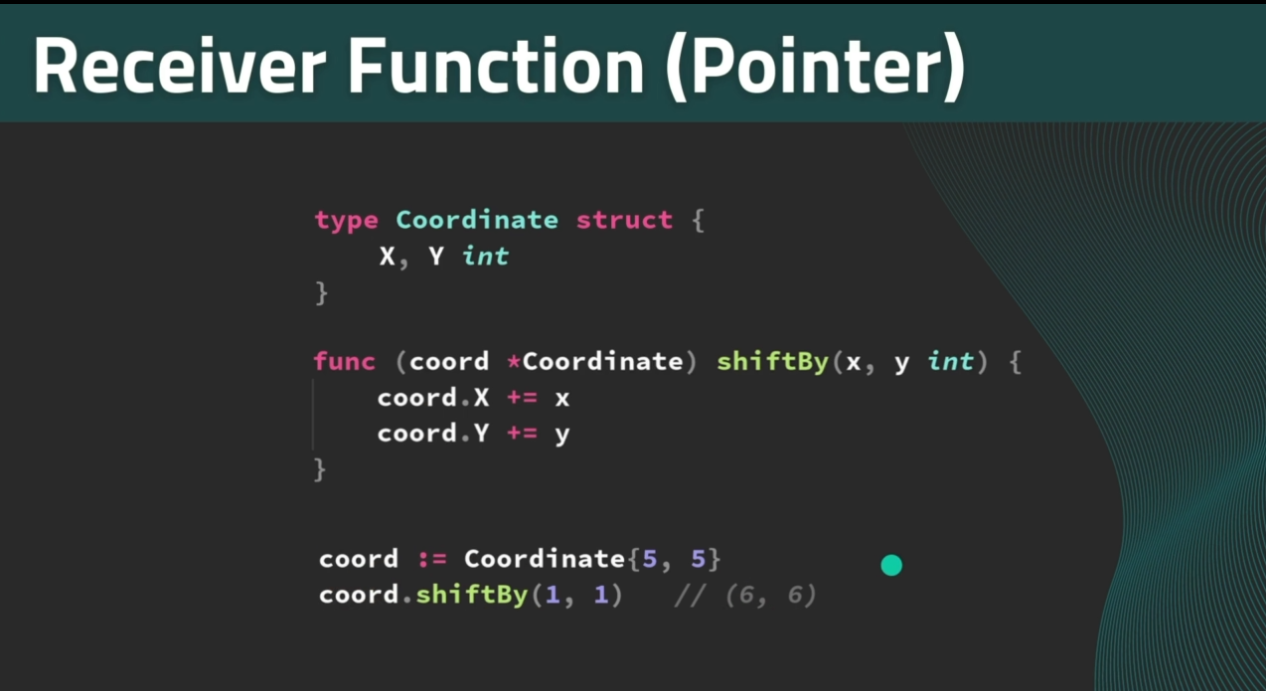 Receiver Function (Pointer)
type Coordinate struct {
    X, Y int
}
func (coord *Coordinate) shiftBy(x, y int) {
    coord.X += x
    coord.Y += y
}
coord := Coordinate{5, 5}
coord.shiftBy(1, 1)   // (6, 6)